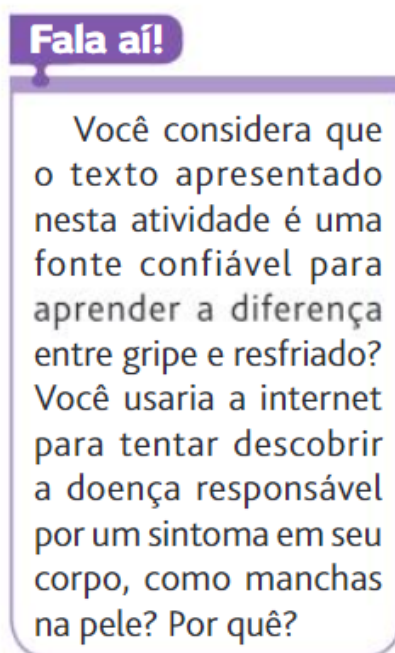 Fala aí!
Você considera que
o texto apresentado
nesta atividade é uma
fonte confiável para
aprender a diferença
entre gripe e resfriado?
Você usaria a internet
para tentar descobrir
a doença responsável
por um sintoma em seu
corpo, como manchas
na pele? Por quê?